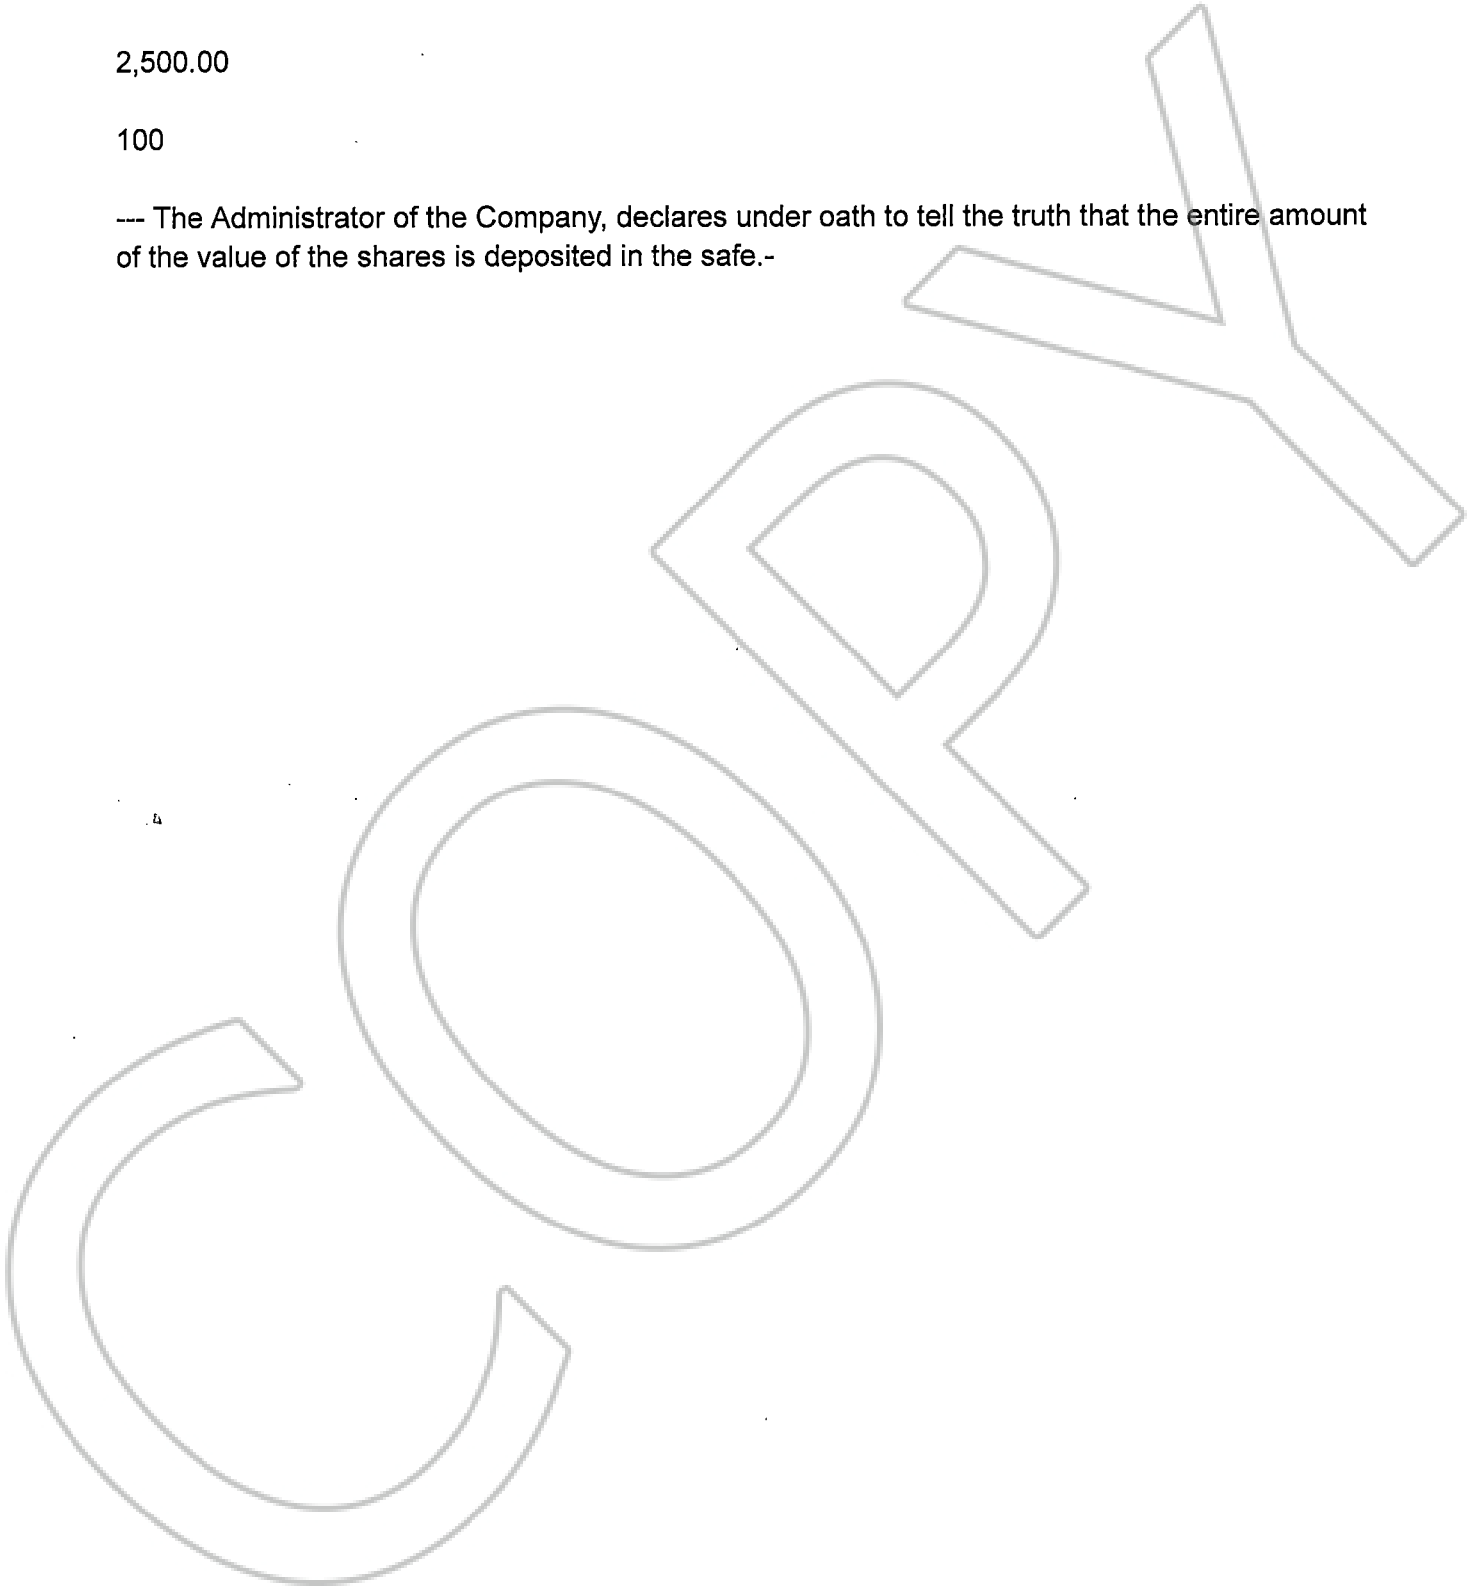 2,500.00
100
--- The Administrator of the Company, declares under oath to tell the truth that the entire amount
of the value of the shares is deposited in the safe.-
COPY